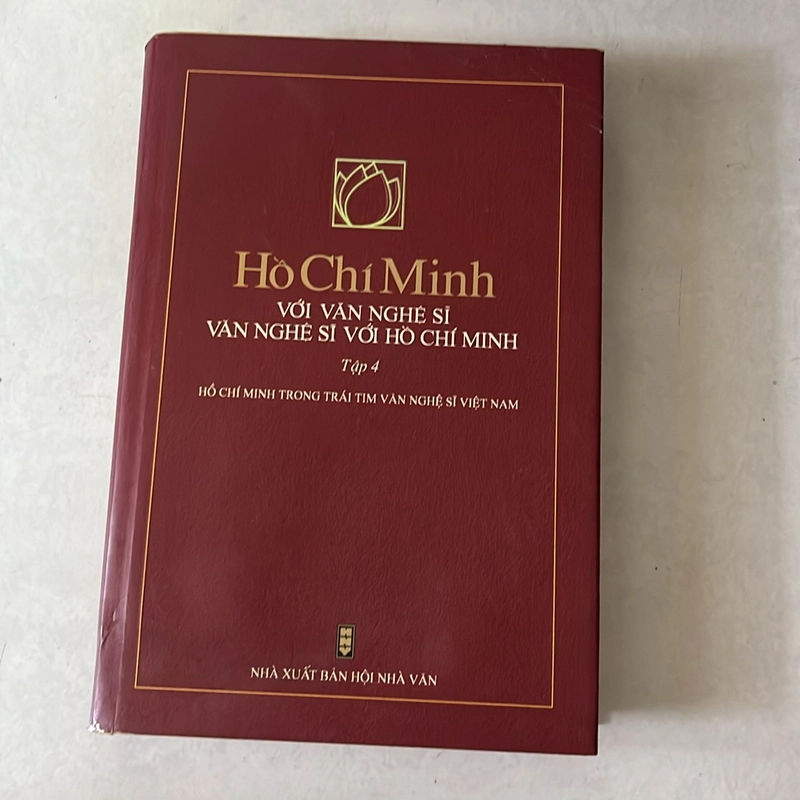 Hồ Chí Minh
VỚI VĂN NGHỆ SĨ
VĂN NGHỆ SĨ VỚI HỒ CHÍ MINH
Tập 4
HỒ CHÍ MINH TRONG TRÁI TIM VĂN NGHỆ SĨ VIỆT NAM
HNV
NHÀ XUẤT BẢN HỘI NHÀ VĂN